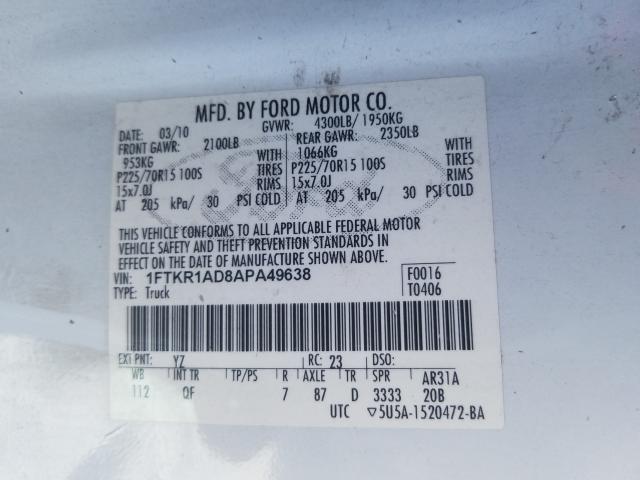 MFD. BY FORD MOTOR CO.
DATE: 03/10 GVWR: 4300LB/ 1950KG
FRONT GAWR: 2100LB REAR GAWR: 2350LB
953KG WITH 1066KG WITH
P225/70R15 100S TIRES P225/70R15 100S TIRES
15x7.0J RIMS 15x7.0J RIMS
AT 205 kPa/ 30 PSI COLD AT 205 kPa/ 30 PSI COLD
THIS VEHICLE CONFORMS TO ALL APPLICABLE FEDERAL MOTOR
VEHICLE SAFETY AND THEFT PREVENTION STANDARDS IN
EFFECT ON THE DATE OF MANUFACTURE SHOWN ABOVE.
VIN: 1FTKR1AD8APA49638 F0016
TYPE: Truck T0406
EXT PNT: YZ RC: 23 DSO:
WB INT TR TP/PS R AXLE TR SPR AR31A
112 QF 7 87 D 3333 20B
UTC ▽5U5A-1520472-BA